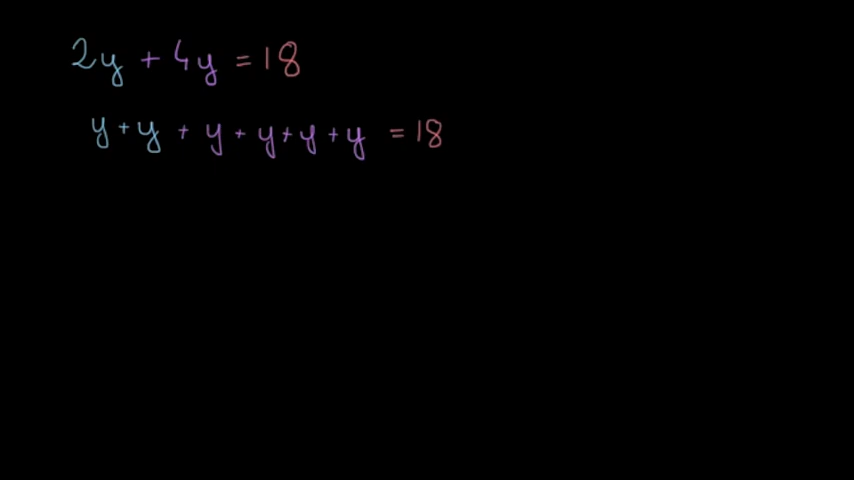 2y + 4y = 18
y + y + y + y + y + y = 18